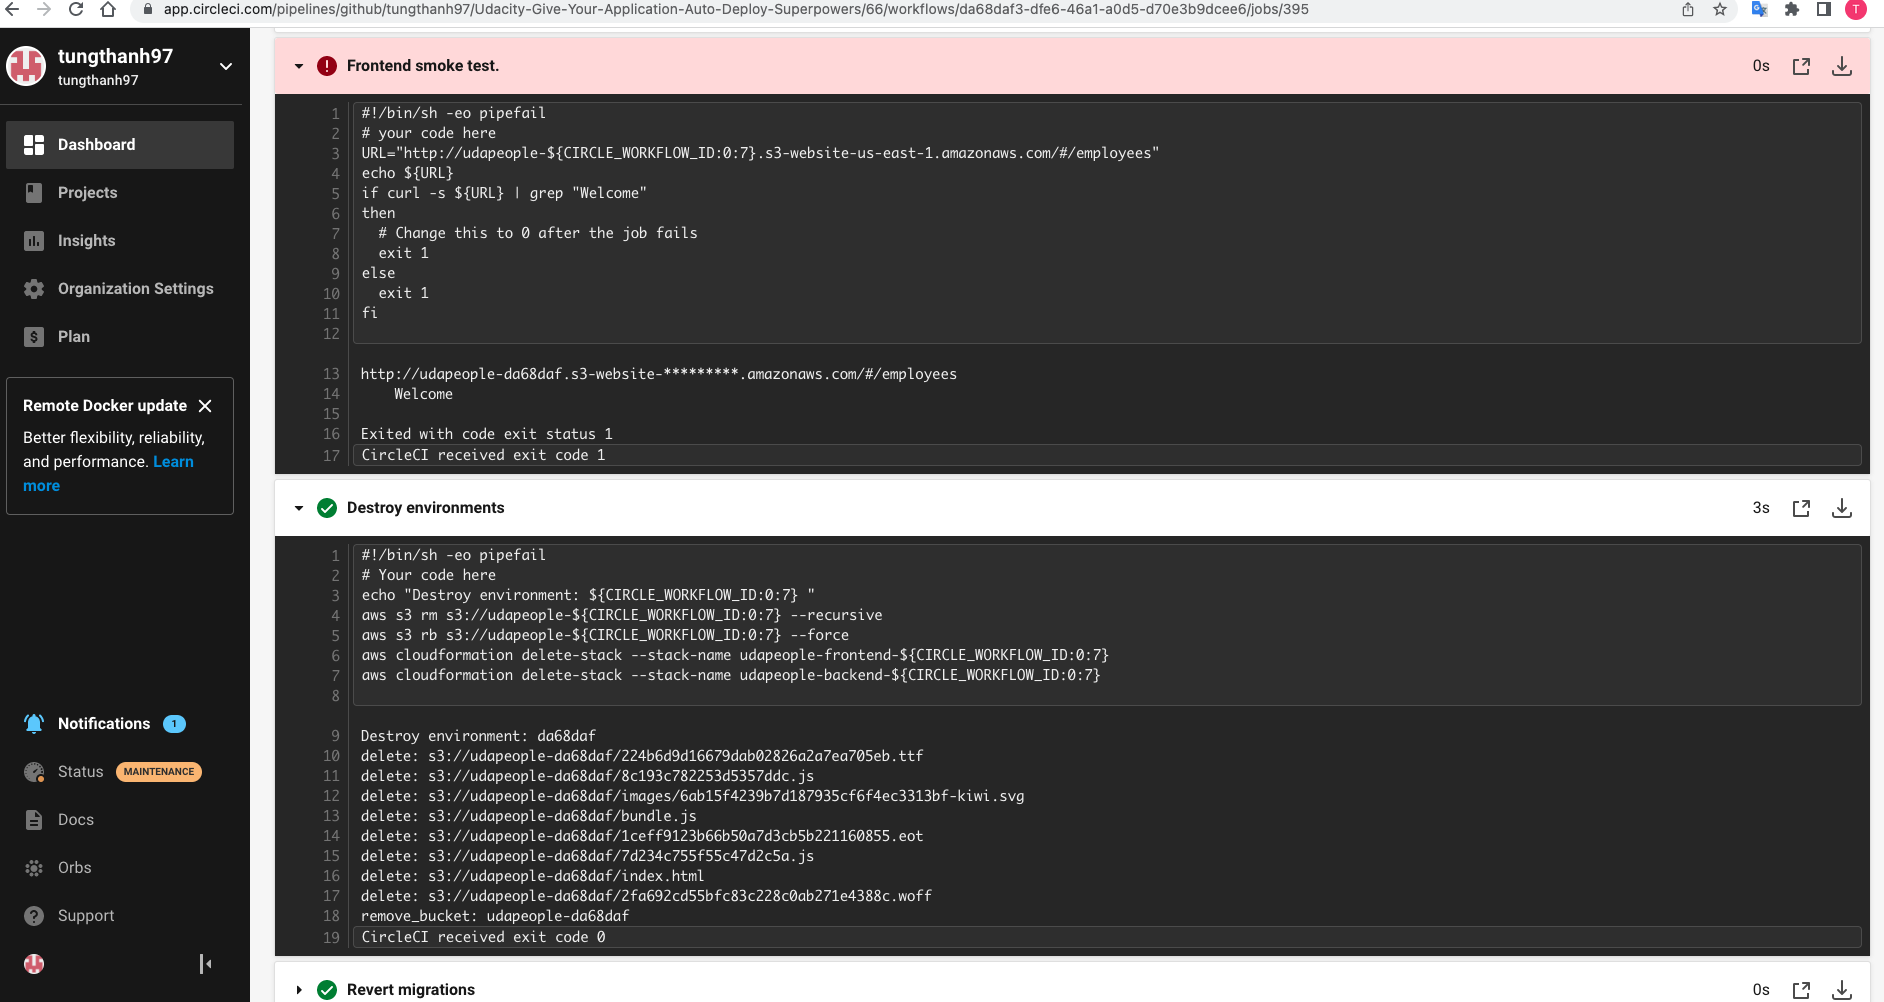 app.circleci.com/pipelines/github/tungthanh97/Udacity-Give-Your-Application-Auto-Deploy-Superpowers/66/workflows/da68daf3-dfe6-46a1-a0d5-d70e3b9dcee6/jobs/395
T
tungthanh97
tungthanh97
Dashboard
Projects
Insights
Organization Settings
Plan
Remote Docker update
Better flexibility, reliability,
and performance. Learn
more
Notifications 1
Status MAINTENANCE
Docs
Orbs
Support
Frontend smoke test. 0s
1 #!/bin/sh -eo pipefail
2 # your code here
3 URL="http://udapeople-${CIRCLE_WORKFLOW_ID:0:7}.s3-website-us-east-1.amazonaws.com/#/employees"
4 echo ${URL}
5 if curl -s ${URL} | grep "Welcome"
6 then
7 # Change this to 0 after the job fails
8 exit 1
9 else
10 exit 1
11 fi
12
13 http://udapeople-da68daf.s3-website-*********.amazonaws.com/#/employees
14 Welcome
15
16 Exited with code exit status 1
17 CircleCI received exit code 1
Destroy environments 3s
1 #!/bin/sh -eo pipefail
2 # Your code here
3 echo "Destroy environment: ${CIRCLE_WORKFLOW_ID:0:7} "
4 aws s3 rm s3://udapeople-${CIRCLE_WORKFLOW_ID:0:7} --recursive
5 aws s3 rb s3://udapeople-${CIRCLE_WORKFLOW_ID:0:7} --force
6 aws cloudformation delete-stack --stack-name udapeople-frontend-${CIRCLE_WORKFLOW_ID:0:7}
7 aws cloudformation delete-stack --stack-name udapeople-backend-${CIRCLE_WORKFLOW_ID:0:7}
8
9 Destroy environment: da68daf
10 delete: s3://udapeople-da68daf/224b6d9d16679dab02826a2a7ea705eb.ttf
11 delete: s3://udapeople-da68daf/8c193c782253d5357ddc.js
12 delete: s3://udapeople-da68daf/images/6ab15f4239b7d187935cf6f4ec3313bf-kiwi.svg
13 delete: s3://udapeople-da68daf/bundle.js
14 delete: s3://udapeople-da68daf/1ceff9123b66b50a7d3cb5b221160855.eot
15 delete: s3://udapeople-da68daf/7d234c755f55c47d2c5a.js
16 delete: s3://udapeople-da68daf/index.html
17 delete: s3://udapeople-da68daf/2fa692cd55bfc83c228c0ab271e4388c.woff
18 remove_bucket: udapeople-da68daf
19 CircleCI received exit code 0
Revert migrations 0s